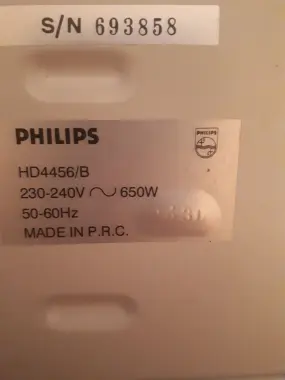 S/N 693858
PHILIPS
PHILIPS
HD4456/B
230-240V ~ 650W
50-60Hz
MADE IN P.R.C.